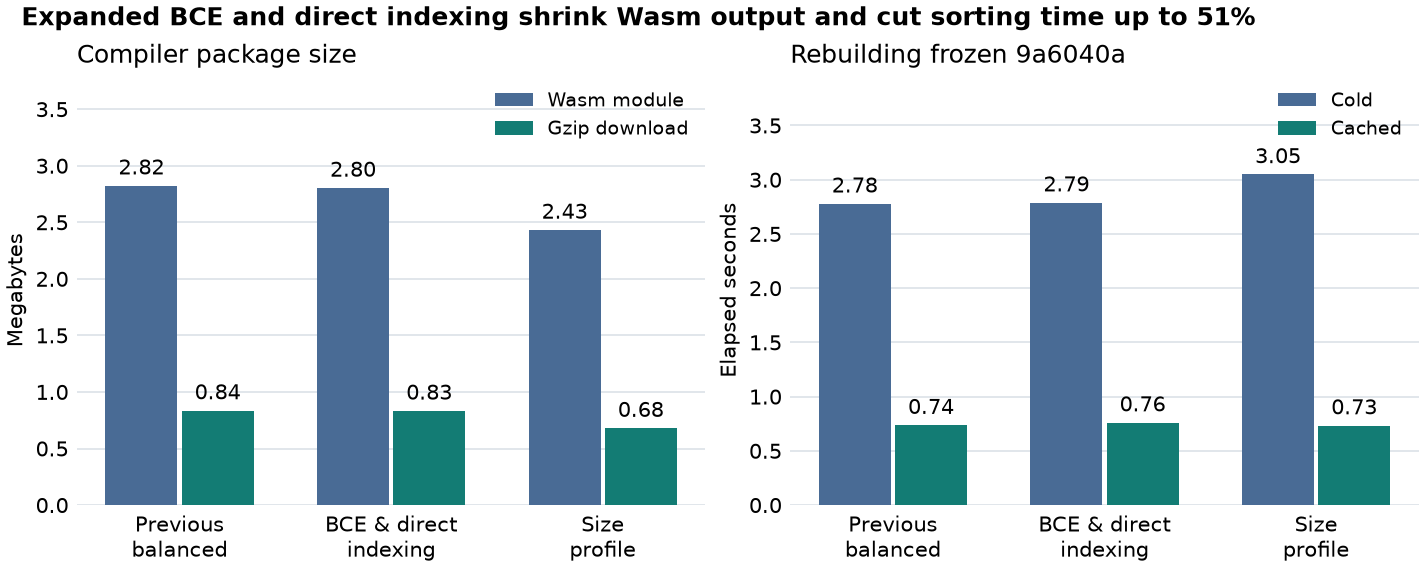 Expanded BCE and direct indexing shrink Wasm output and cut sorting time up to 51%
Compiler package size
Wasm module
Gzip download
Megabytes
3.5
3.0
2.5
2.0
1.5
1.0
0.5
0.0
2.82
0.84
2.80
0.83
2.43
0.68
Previous
balanced
BCE & direct
indexing
Size
profile
Rebuilding frozen 9a6040a
Cold
Cached
Elapsed seconds
3.5
3.0
2.5
2.0
1.5
1.0
0.5
0.0
2.78
0.74
2.79
0.76
3.05
0.73
Previous
balanced
BCE & direct
indexing
Size
profile